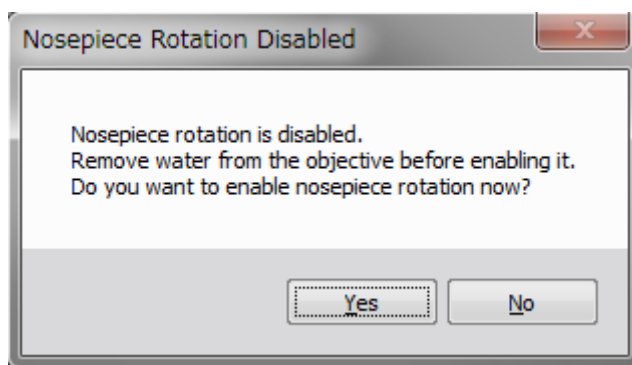 Nosepiece Rotation Disabled
Nosepiece rotation is disabled.
Remove water from the objective before enabling it.
Do you want to enable nosepiece rotation now?
Yes
No